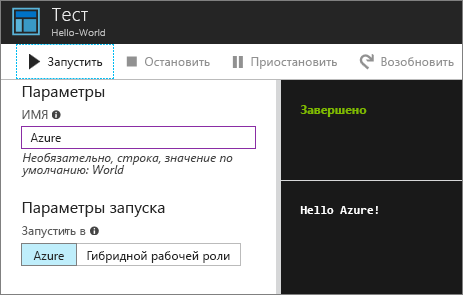 Тест
Hello-World
Запустить
Остановить
Приостановить
Возобновить
Параметры
ИМЯ
Azure
Необязательно, строка, значение по
умолчанию: World
Параметры запуска
Запустить в
Azure
Гибридной рабочей роли
Завершено
Hello Azure!